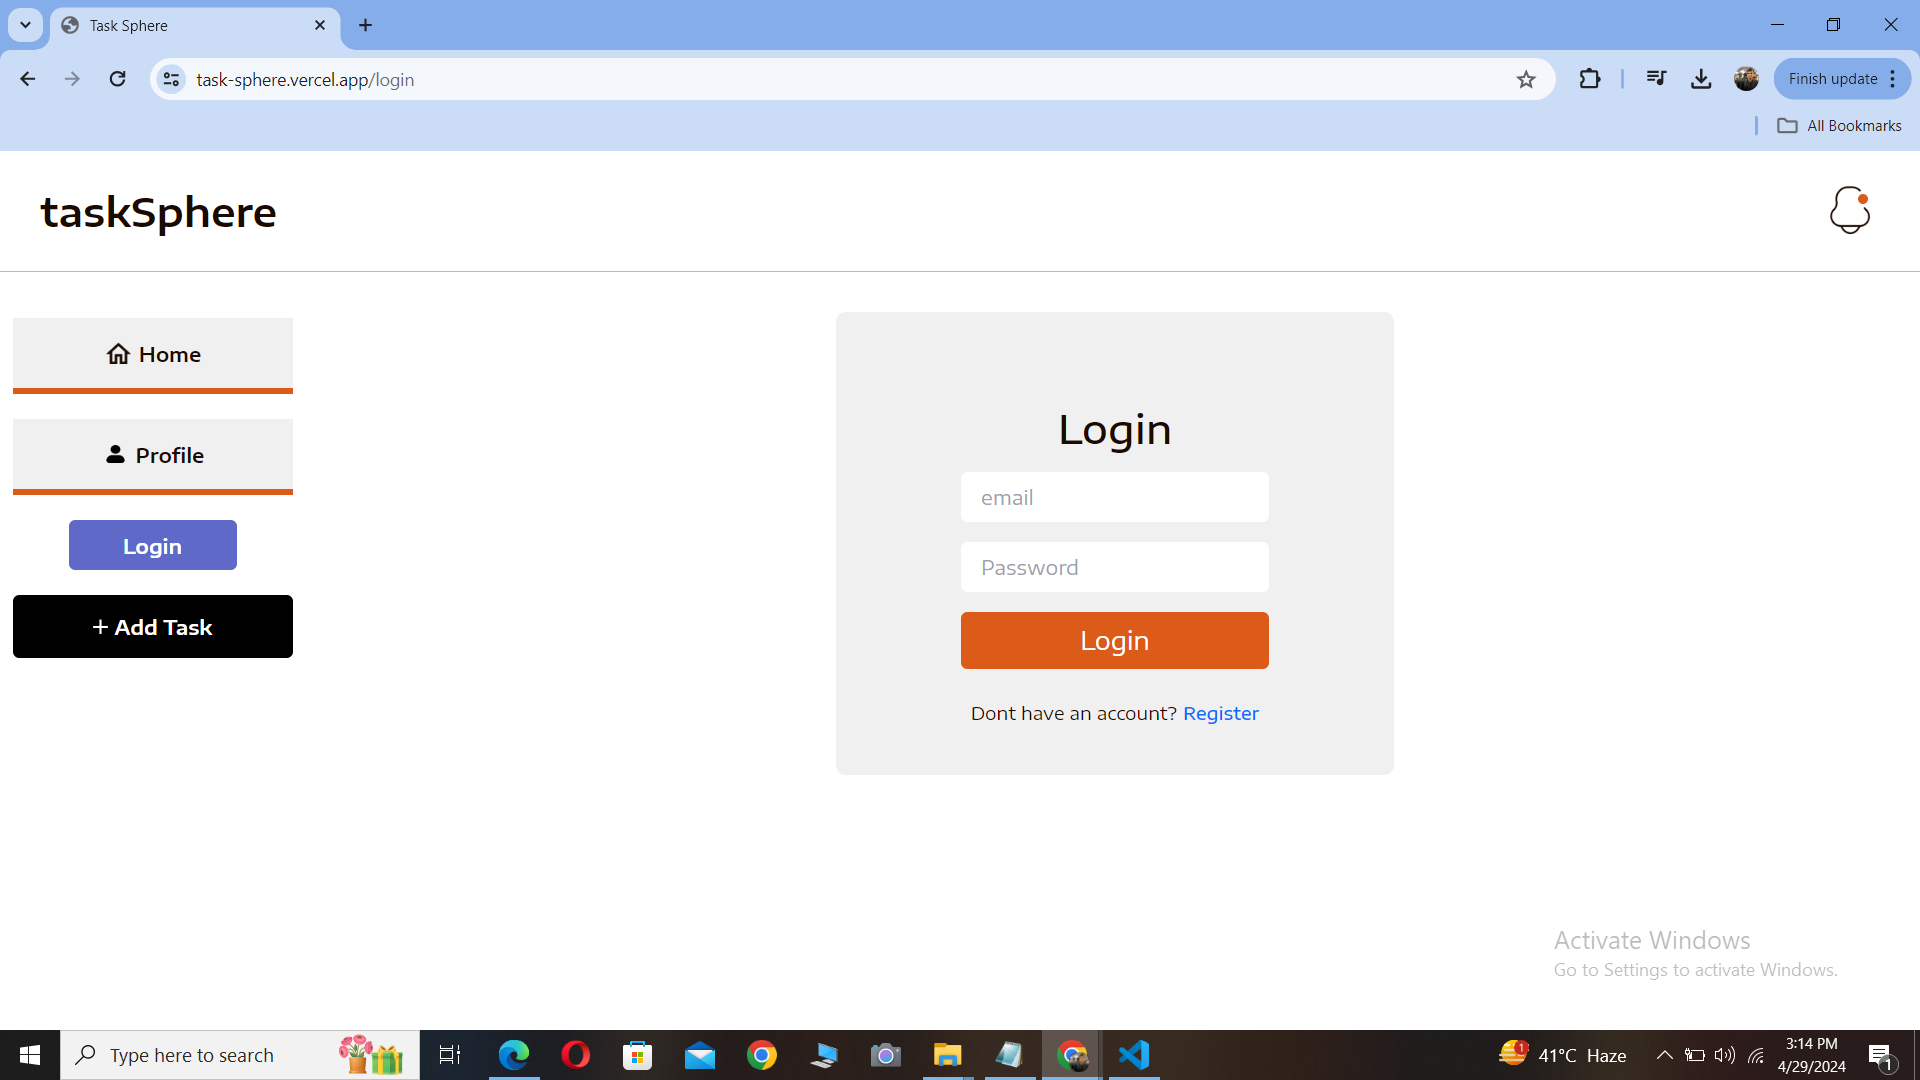 Task Sphere
task-sphere.vercel.app/login
Finish update
All Bookmarks
taskSphere
Home
Profile
Login
+ Add Task
Login
email
Password
Login
Dont have an account? Register
Activate Windows
Go to Settings to activate Windows.
Type here to search
1
41°C Haze
3:14 PM
4/29/2024
1